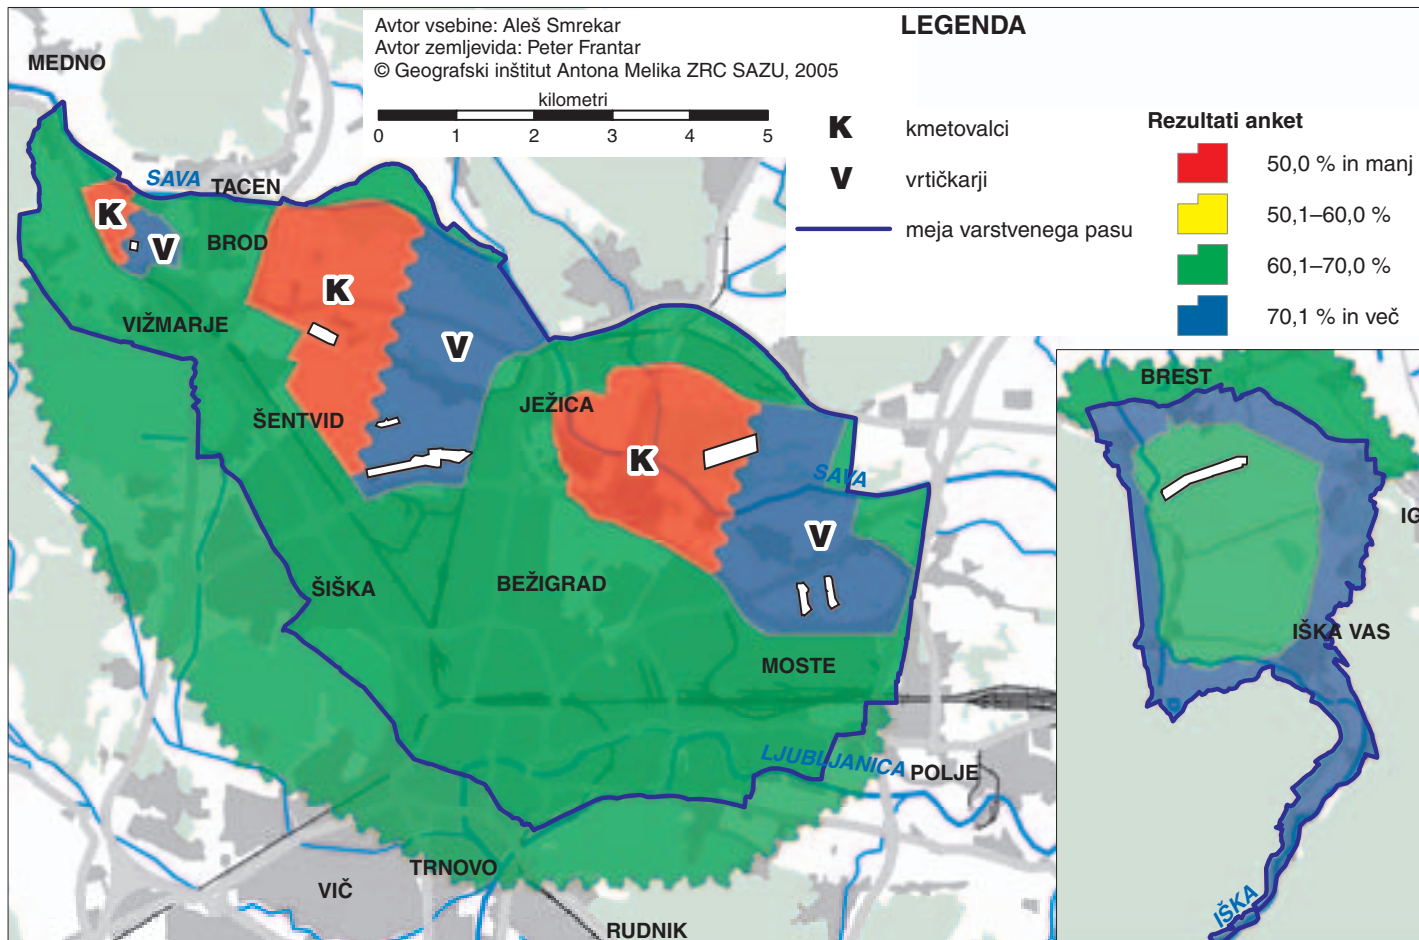 Avtor vsebine: Aleš Smrekar
Avtor zemljevida: Peter Frantar
© Geografski inštitut Antona Melika ZRC SAZU, 2005
kilometri
0 1 2 3 4 5
LEGENDA
K kmetovalci
V vrtičkarji
meja varstvenega pasu
Rezultati anket
50,0 % in manj
50,1–60,0 %
60,1–70,0 %
70,1 % in več
MEDNO
SAVA
TACEN
K
V
BROD
VIŽMARJE
K
V
ŠENTVID
JEŽICA
K
SAVA
V
ŠIŠKA
BEŽIGRAD
MOSTE
LJUBLJANICA
POLJE
TRNOVO
VIČ
RUDNIK
BREST
IG
IŠKA VAS
IŠKA